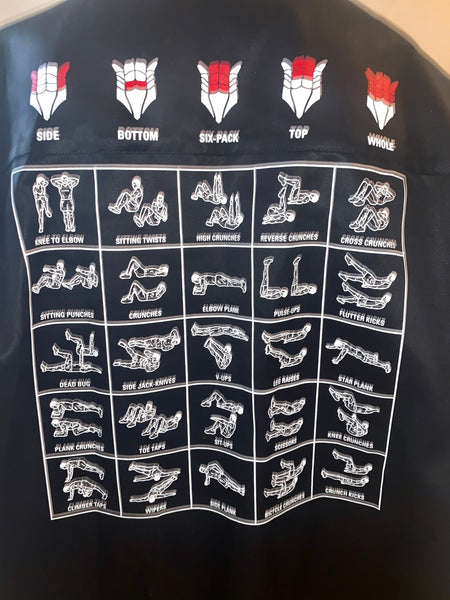 SIDE
BOTTOM
SIX-PACK
TOP
WHOLE
KNEE TO ELBOW
SITTING TWISTS
HIGH CRUNCHES
REVERSE CRUNCHES
CROSS CRUNCHES
SITTING PUNCHES
CRUNCHES
ELBOW PLANK
PULSE-UPS
FLUTTER KICKS
DEAD BUG
SIDE JACK-KNIVES
V-UPS
LEG RAISES
STAR PLANK
PLANK CRUNCHES
TOE TAPS
SIT-UPS
SCISSORS
KNEE CRUNCHES
CLIMBER TAPS
WIPERS
SIDE PLANK
BICYCLE CRUNCHES
CRUNCH KICKS